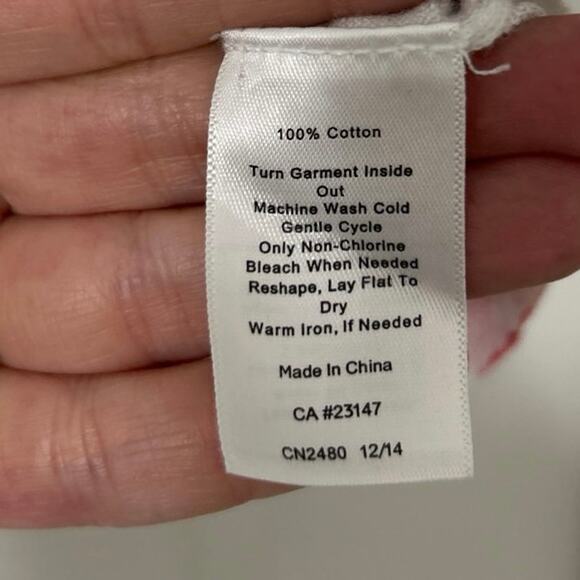 100% Cotton
Turn Garment Inside
Out
Machine Wash Cold
Gentle Cycle
Only Non-Chlorine
Bleach When Needed
Reshape, Lay Flat To
Dry
Warm Iron, If Needed
Made In China
CA #23147
CN2480 12/14